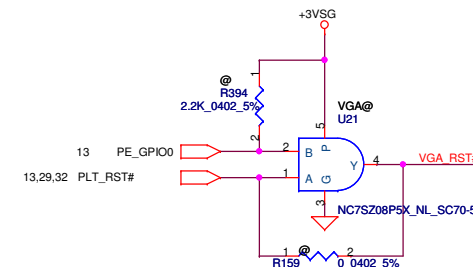 +3VSG
@
R394
2.2K_0402_5%
1
2
VGA@
U21
5
P
13 PE_GPIO0
2
B
Y
4
VGA_RST#
13,29,32 PLT_RST#
1
A
G
3
NC7SZ08P5X_NL_SC70-5
@
1
2
R159
0_0402_5%